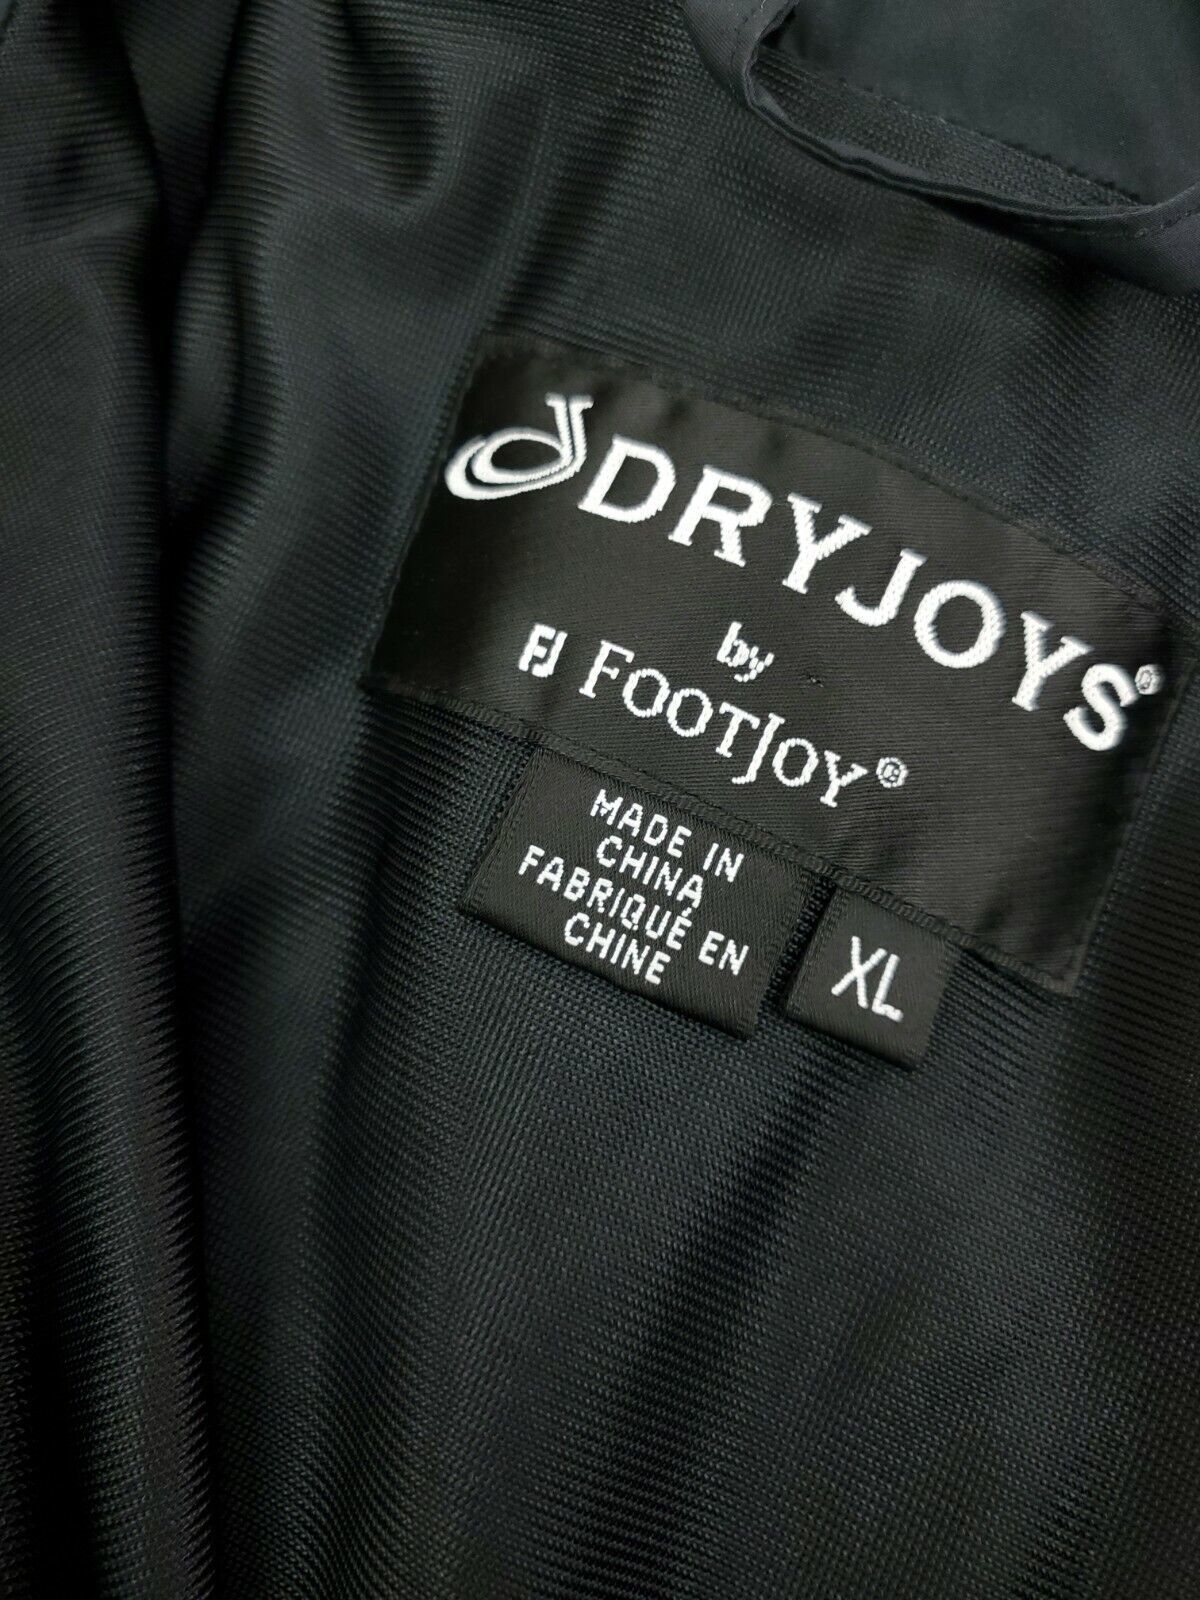 DRYJOYS®
by
FJ FOOTJOY®
MADE IN
CHINA
FABRIQUÉ EN
CHINE
XL